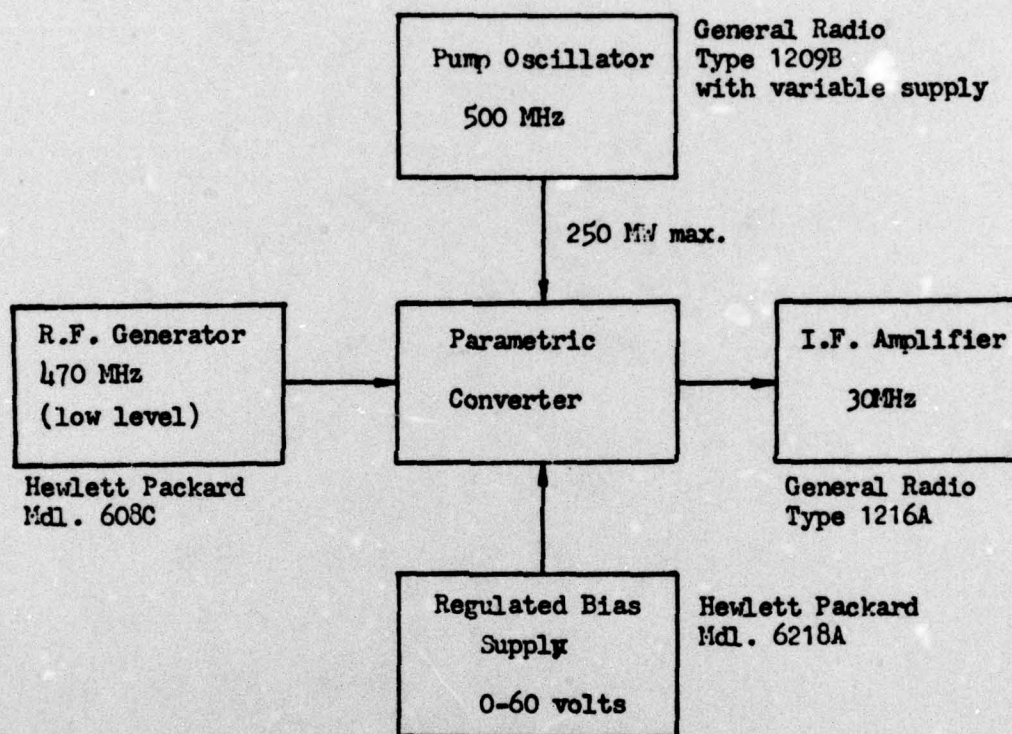 Pump Oscillator
500 MHz
General Radio
Type 1209B
with variable supply
250 MW max.
R.F. Generator
470 MHz
(low level)
Hewlett Packard
Mdl. 608C
Parametric
Converter
I.F. Amplifier
30MHz
General Radio
Type 1216A
Regulated Bias
Supply
0-60 volts
Hewlett Packard
Mdl. 6218A